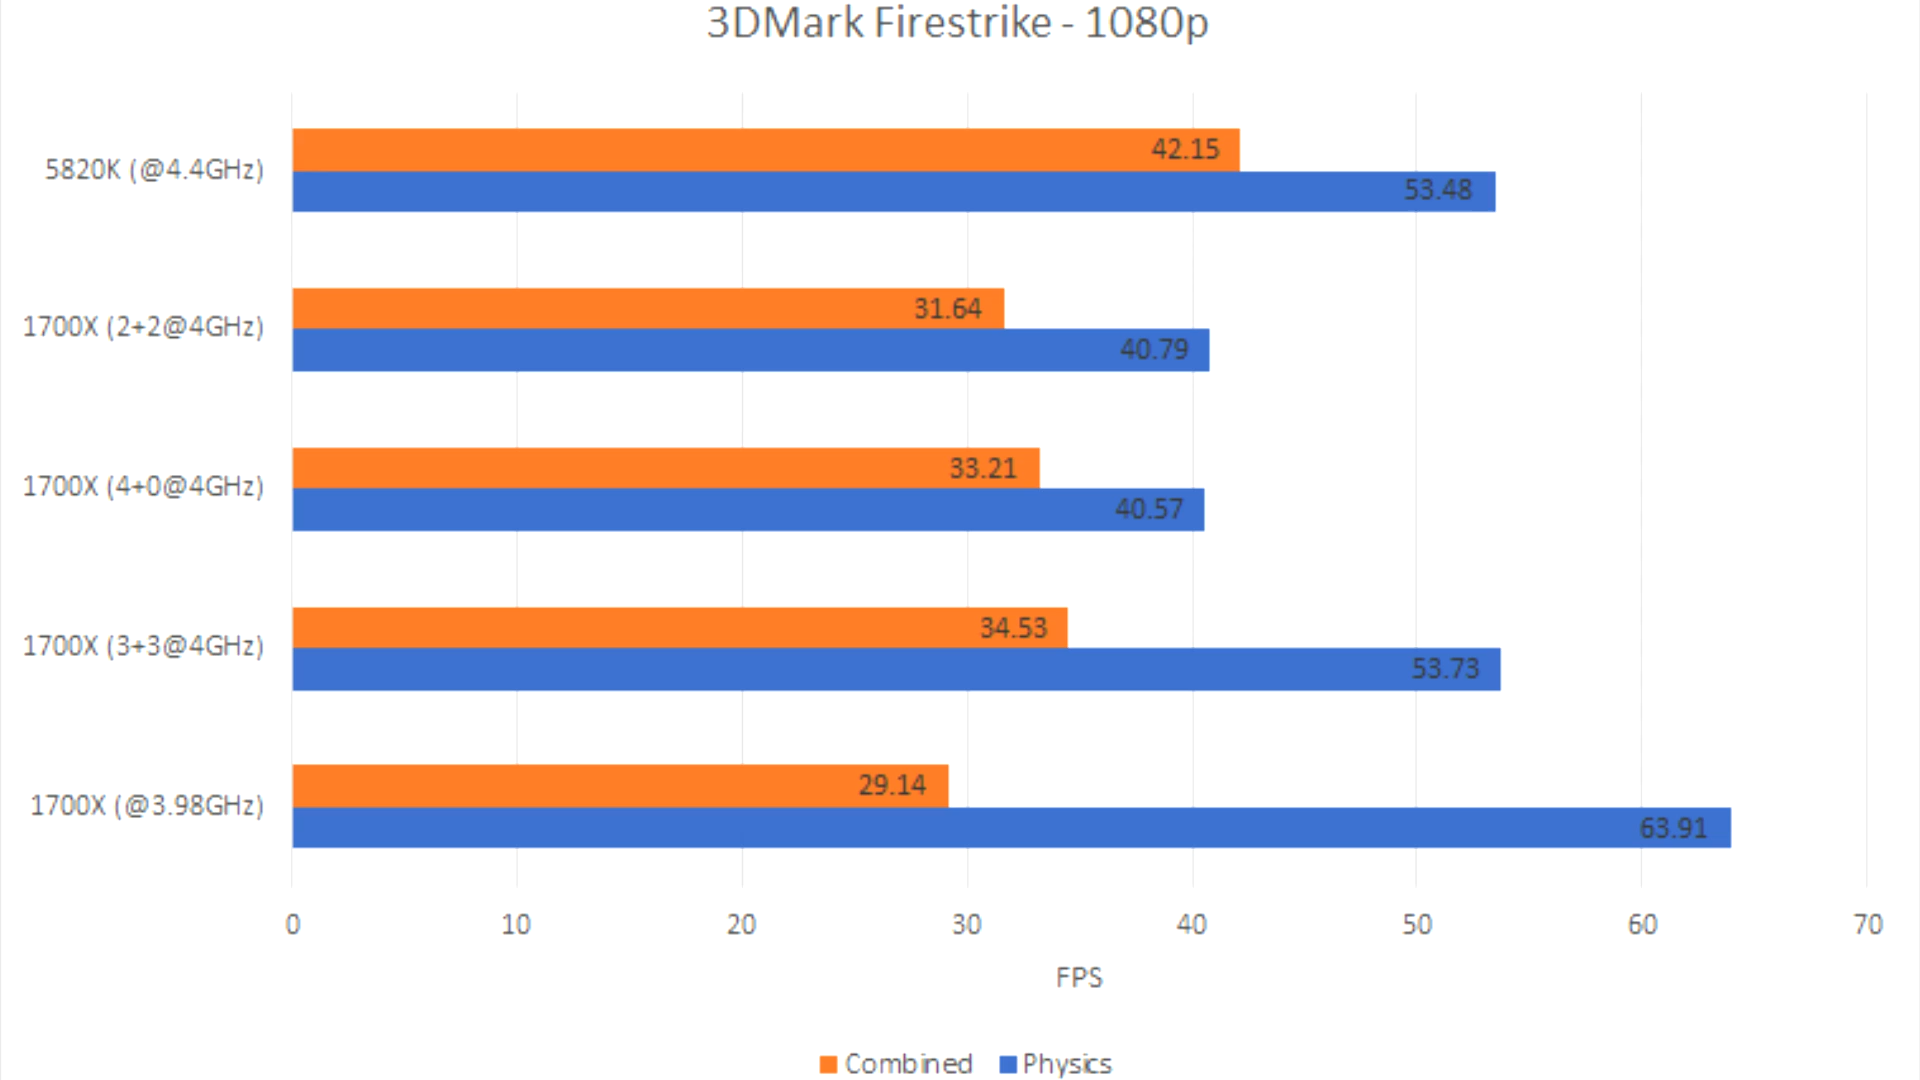 3DMark Firestrike - 1080p
5820K (@4.4GHz)
42.15
53.48
1700X (2+2@4GHz)
31.64
40.79
1700X (4+0@4GHz)
33.21
40.57
1700X (3+3@4GHz)
34.53
53.73
1700X (@3.98GHz)
29.14
63.91
0 10 20 30 40 50 60 70
FPS
Combined Physics